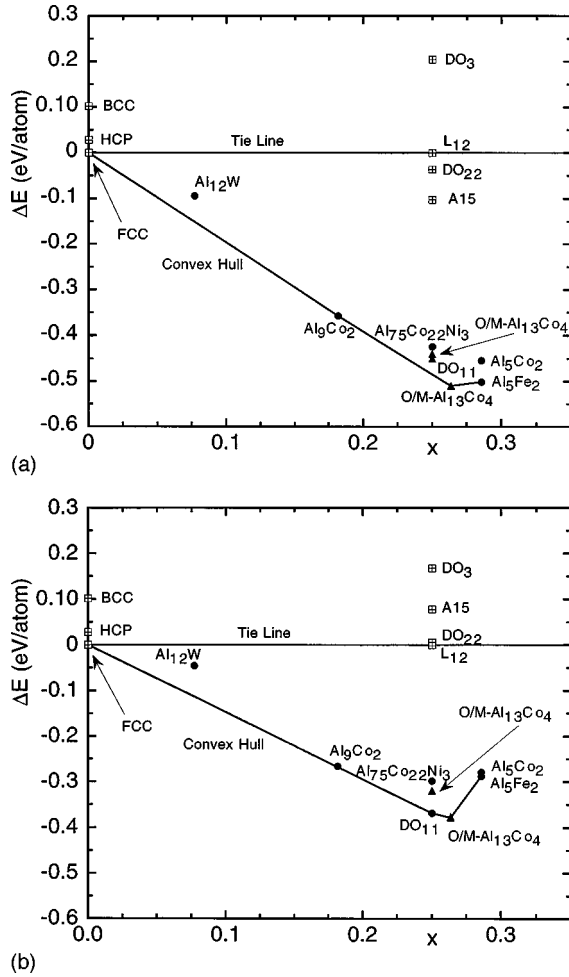 0.3
0.2
0.10
0
-0.1
-0.2
-0.3
-0.4
-0.5
-0.6
ΔE (eV/atom)
DO3
BCC
HCP
Tie Line
L12
Al12W
DO22
A15
FCC
Convex Hull
Al9Co2
Al75Co22Ni3
O/M-Al13Co4
DO11
Al5Co2
Al5Fe2
O/M-Al13Co4
0
0.1
0.2
x
0.3
(a)
0.3
0.2
0.1
0
-0.1
-0.2
-0.3
-0.4
-0.5
-0.6
ΔE (eV/atom)
DO3
BCC
A15
HCP
Tie Line
DO22
L12
Al12W
FCC
O/M-Al13Co4
Convex Hull
Al9Co2
Al75Co22Ni3
Al5Co2
Al5Fe2
DO11
O/M-Al13Co4
0
0.1
0.2
x
0.3
(b)